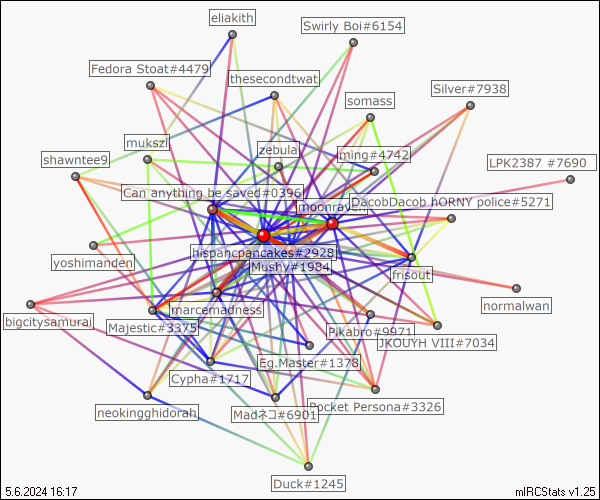 eliakith
Swirly Boi#6154
Fedora Stoat#4479
thesecondtwat
Silver#7938
somass
mukszi
zebula
ming#4742
shawntee9
LPK2387 #7690
Can anything be saved#0396
moonraven
DacobDacob hORNY police#5271
hispancpancakes#2928
yoshimanden
Mushy#1984
frisout
normalwan
marcemadness
bigcitysamurai
Majestic#3375
Pikabro#9971
JKOUYH VIII#7034
Eg.Master#1378
Cypha#1717
neokingghidorah
Madネコ#6901
Pocket Persona#3326
Duck#1245
5.6.2024 16:17
mIRCStats v1.25